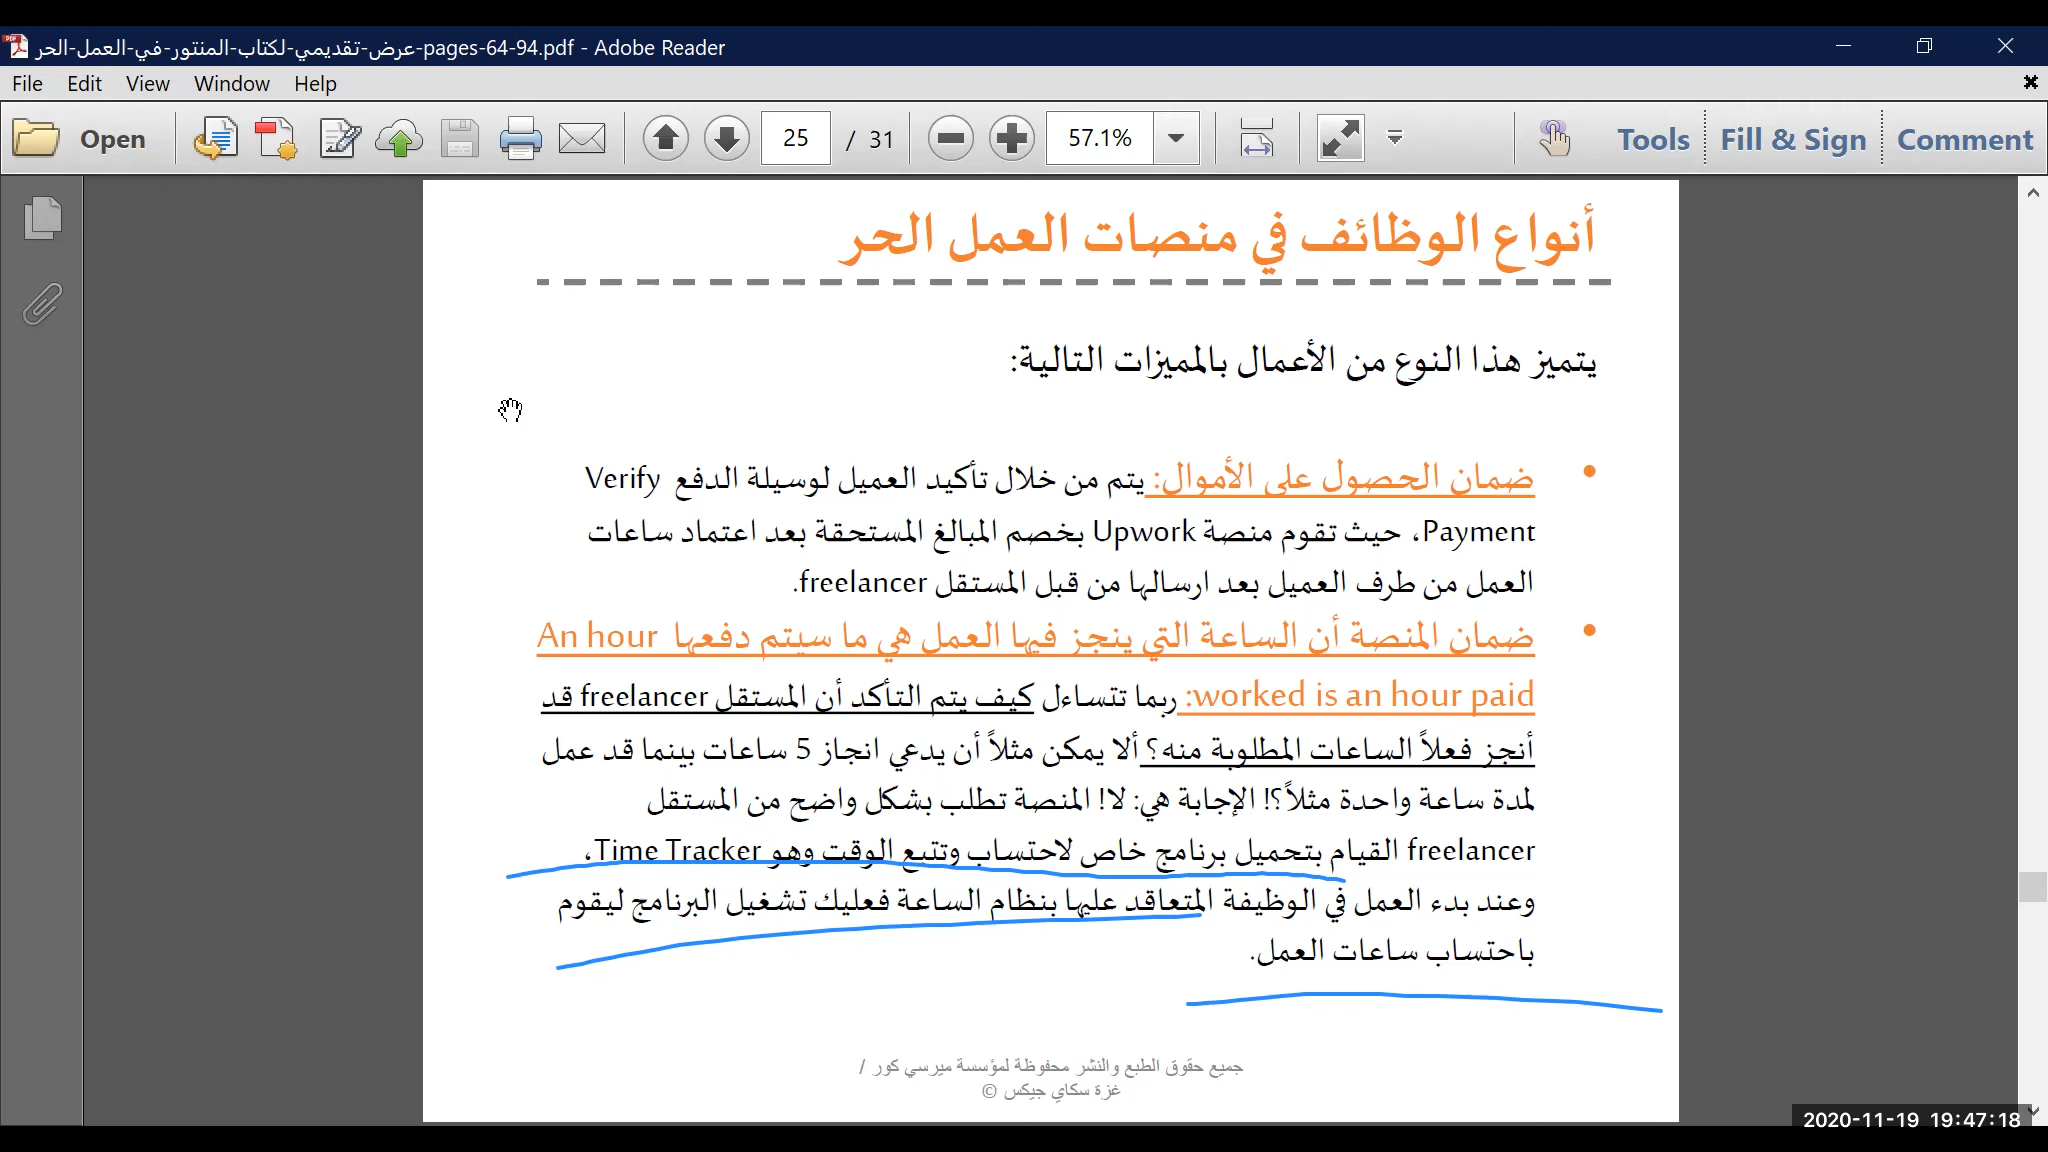 عرض-تقديمي-لكتاب-المنتور-في-العمل-الحر-pages-64-94.pdf - Adobe Reader
File Edit View Window Help
Open 25 / 31 57.1% Tools Fill & Sign Comment
أنواع الوظائف في منصات العمل الحر
يتميز هذا النوع من الأعمال بالمميزات التالية:
• ضمان الحصول على الأموال: يتم من خلال تأكيد العميل لوسيلة الدفع Verify
Payment، حيث تقوم منصة Upwork بخصم المبالغ المستحقة بعد اعتماد ساعات
العمل من طرف العميل بعد ارسالها من قبل المستقل freelancer.
• ضمان المنصة أن الساعة التي ينجز فيها العمل هي ما سيتم دفعها An hour
worked is an hour paid: ربما تتساءل كيف يتم التأكد أن المستقل freelancer قد
أنجز فعلاً الساعات المطلوبة منه؟ ألا يمكن مثلاً أن يدعي انجاز 5 ساعات بينما قد عمل
لمدة ساعة واحدة مثلاً؟! الإجابة هي: لا! المنصة تطلب بشكل واضح من المستقل
freelancer القيام بتحميل برنامج خاص لاحتساب وتتبع الوقت وهو Time Tracker،
وعند بدء العمل في الوظيفة المتعاقد عليها بنظام الساعة فعليك تشغيل البرنامج ليقوم
باحتساب ساعات العمل.
جميع حقوق الطبع والنشر محفوظة لمؤسسة ميرسي كور /
غزة سكاي جيكس ©
2020-11-19 19:47:18